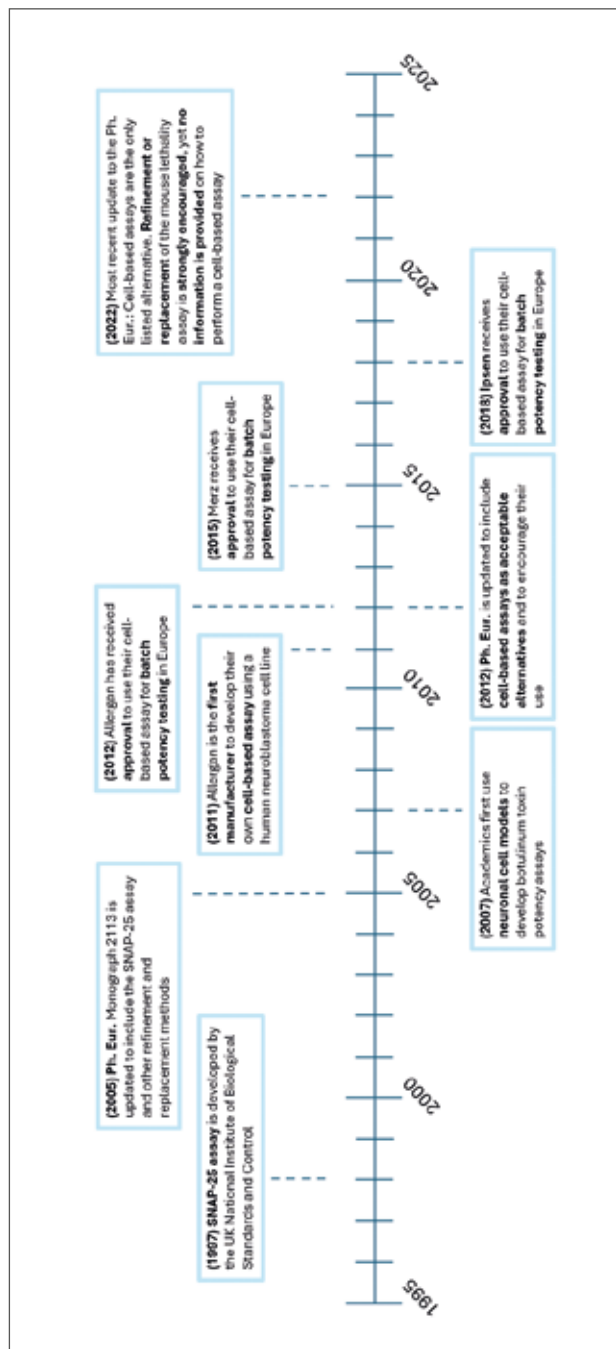 (1997) SNAP-25 assay is developed by
the UK National Institute of Biological
Standards and Control
(2005) Ph. Eur. Monograph 2113 is
updated to include the SNAP-25 assay
and other refinement and
replacement methods
(2011) Allergan is the first
manufacturer to develop their
own cell-based assay using a
human neuroblastoma cell line
(2012) Allergan has received
approval to use their cell-
based assay for batch
potency testing in Europe
(2015) Merz receives
approval to use their cell-
based assay for batch
potency testing in Europe
(2022) Most recent update to the Ph.
Eur.: Cell-based assays are the only
listed alternative. Refinement or
replacement of the mouse lethality
assay is strongly encouraged, yet no
information is provided on how to
perform a cell-based assay
1995
2000
2005
2010
2015
2020
2025
(2007) Academics first use
neuronal cell models to
develop botulinum toxin
potency assays
(2012) Ph. Eur. is updated to include
cell-based assays as acceptable
alternatives and to encourage their
use
(2018) Ipsen receives
approval to use their cell-
based assay for batch
potency testing in Europe